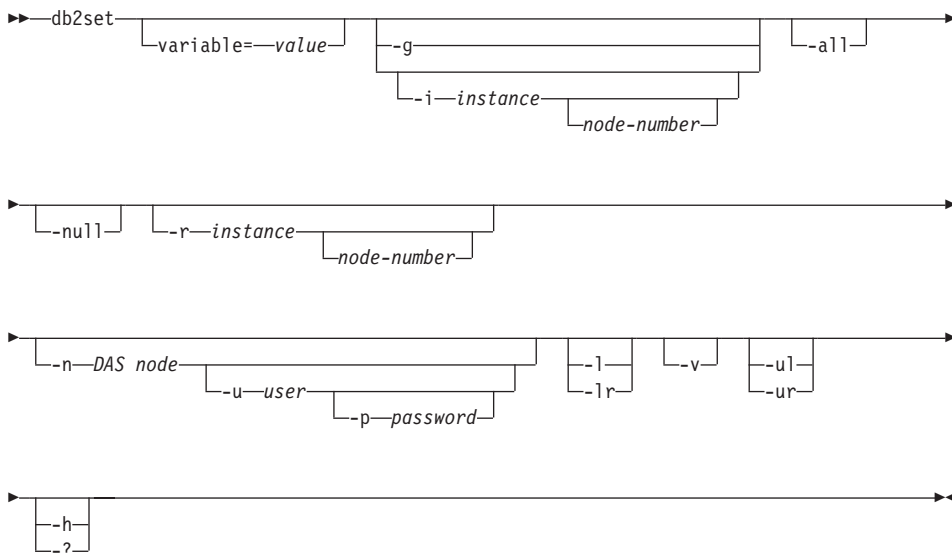 db2set
variable= value
-g
-i instance
node-number
-all
-null
-r instance
node-number
-n DAS node
-u user
-p password
-l
-lr
-v
-ul
-ur
-h
-?